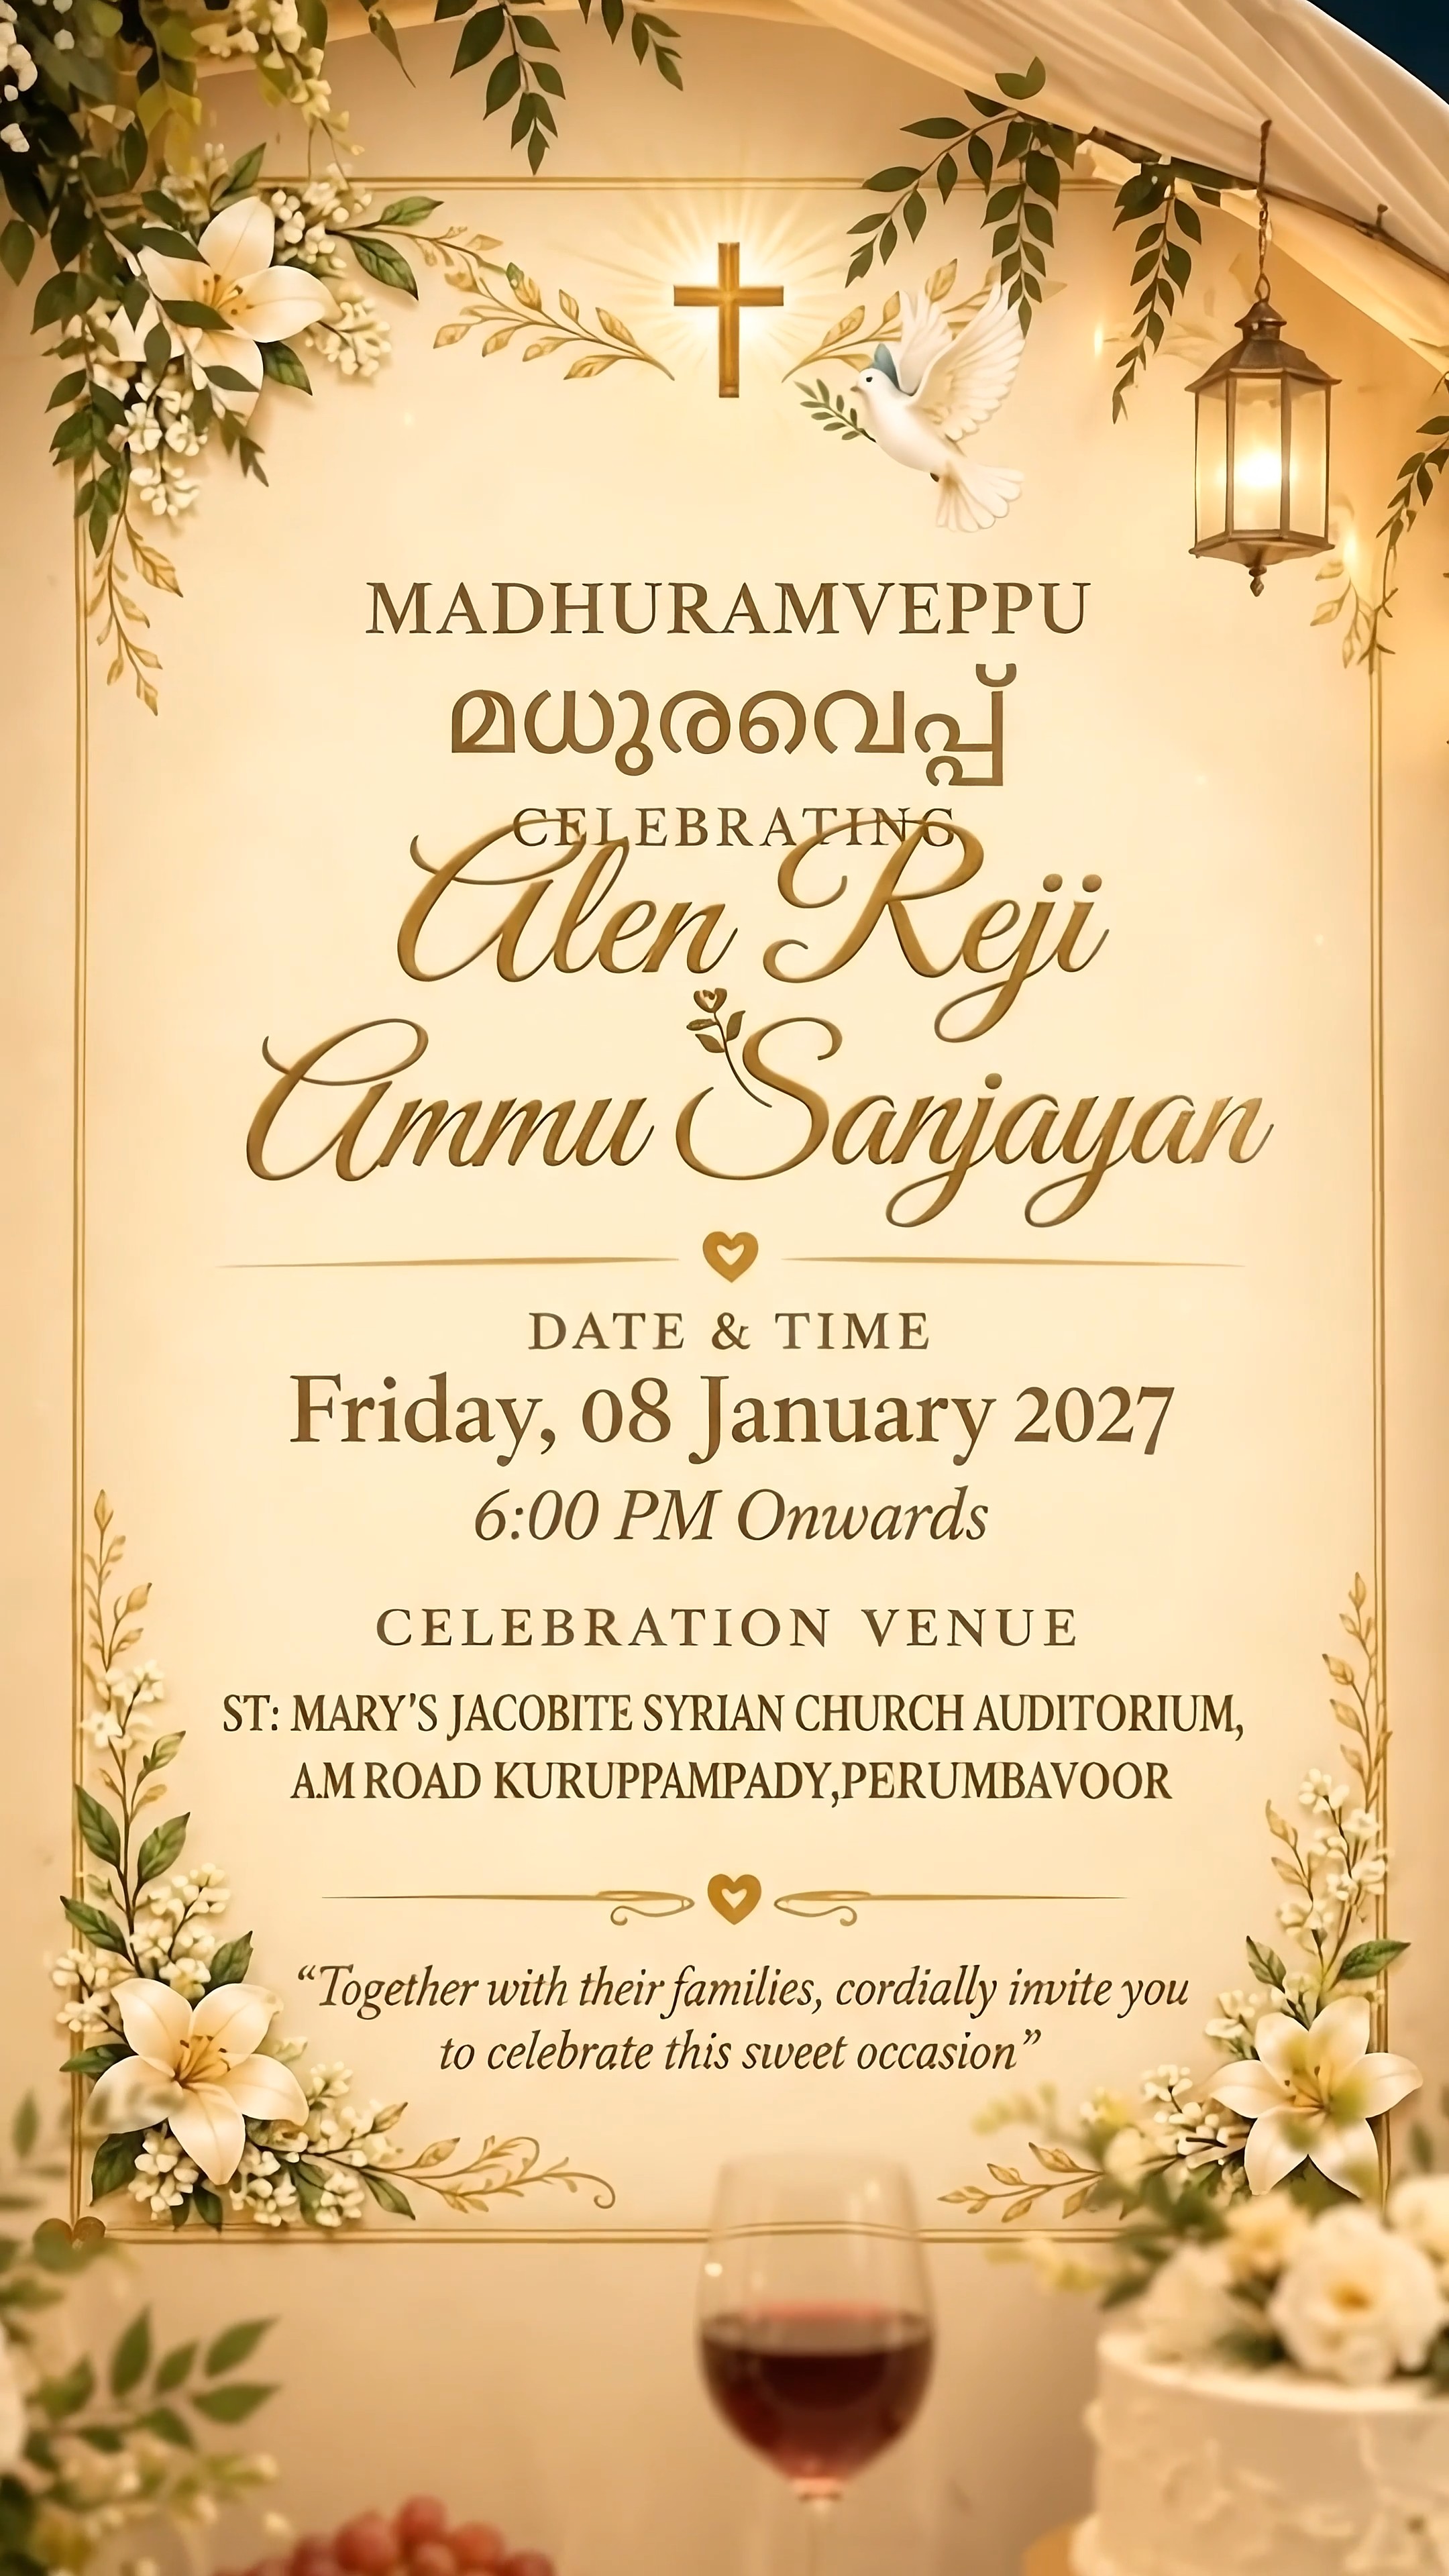 MADHURAMVEPPU
മധുരവെപ്പ്
CELEBRATING
Alen Reji
Ammu Sanjayan
DATE & TIME
Friday, 08 January 2027
6:00 PM Onwards
CELEBRATION VENUE
ST: MARY'S JACOBITE SYRIAN CHURCH AUDITORIUM,
A.M ROAD KURUPPAMPADY,PERUMBAVOOR
“Together with their families, cordially invite you
to celebrate this sweet occasion”